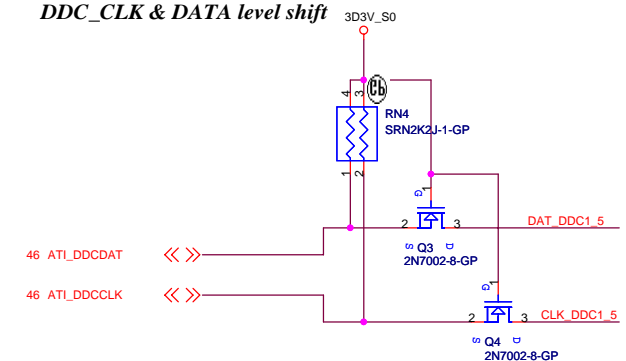 DDC_CLK & DATA level shift
3D3V_S0
4 3
RN4
SRN2K2J-1-GP
1 2
G 1
2 3
DAT_DDC1_5
S Q3 D
2N7002-8-GP
46 ATI_DDCDAT
G 1
46 ATI_DDCCLK
2 3
CLK_DDC1_5
S Q4 D
2N7002-8-GP